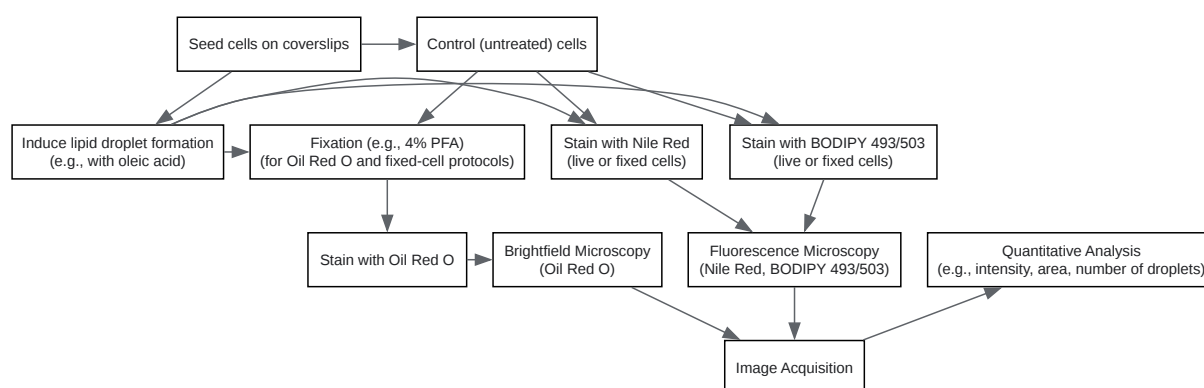 Seed cells on coverslips
Control (untreated) cells
Induce lipid droplet formation
(e.g., with oleic acid)
Fixation (e.g., 4% PFA)
(for Oil Red O and fixed-cell protocols)
Stain with Nile Red
(live or fixed cells)
Stain with BODIPY 493/503
(live or fixed cells)
Stain with Oil Red O
Brightfield Microscopy
(Oil Red O)
Fluorescence Microscopy
(Nile Red, BODIPY 493/503)
Quantitative Analysis
(e.g., intensity, area, number of droplets)
Image Acquisition